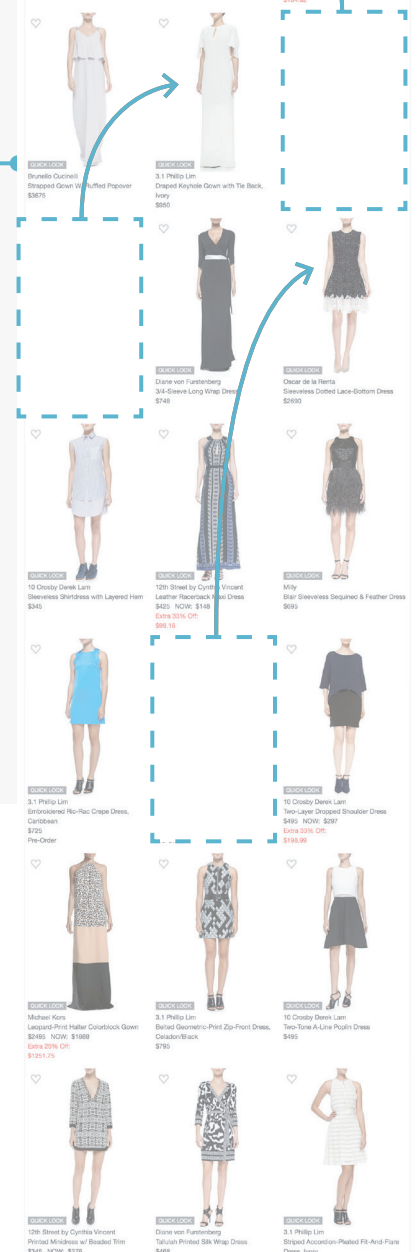 QUICK LOOK
Brunello Cucinelli
Strapped Gown W/ Ruffled Popover
$3675
QUICK LOOK
3.1 Phillip Lim
Draped Keyhole Gown with Tie Back,
Ivory
$950
QUICK LOOK
Diane von Furstenberg
3/4-Sleeve Long Wrap Dress
$748
QUICK LOOK
Oscar de la Renta
Sleeveless Dotted Lace-Bottom Dress
$2690
QUICK LOOK
10 Crosby Derek Lam
Sleeveless Shirtdress with Layered Hem
$345
QUICK LOOK
12th Street by Cynthia Vincent
Leather Racerback Maxi Dress
$425 NOW: $148
Extra 33% Off:
$99.16
QUICK LOOK
Milly
Blair Sleeveless Sequined & Feather Dress
$695
QUICK LOOK
3.1 Phillip Lim
Embroidered Ric-Rac Crepe Dress,
Caribbean
$725
Pre-Order
QUICK LOOK
10 Crosby Derek Lam
Two-Layer Dropped Shoulder Dress
$495 NOW: $297
Extra 33% Off:
$198.99
QUICK LOOK
Michael Kors
Leopard-Print Halter Colorblock Gown
$2495 NOW: $1669
Extra 25% Off:
$1251.75
QUICK LOOK
3.1 Phillip Lim
Belted Geometric-Print Zip-Front Dress,
Celadon/Black
$795
QUICK LOOK
10 Crosby Derek Lam
Two-Tone A-Line Poplin Dress
$495
QUICK LOOK
12th Street by Cynthia Vincent
Printed Minidress w/ Beaded Trim
QUICK LOOK
Diane von Furstenberg
Tallulah Printed Silk Wrap Dress
QUICK LOOK
3.1 Phillip Lim
Striped Accordion-Pleated Fit-And-Flare